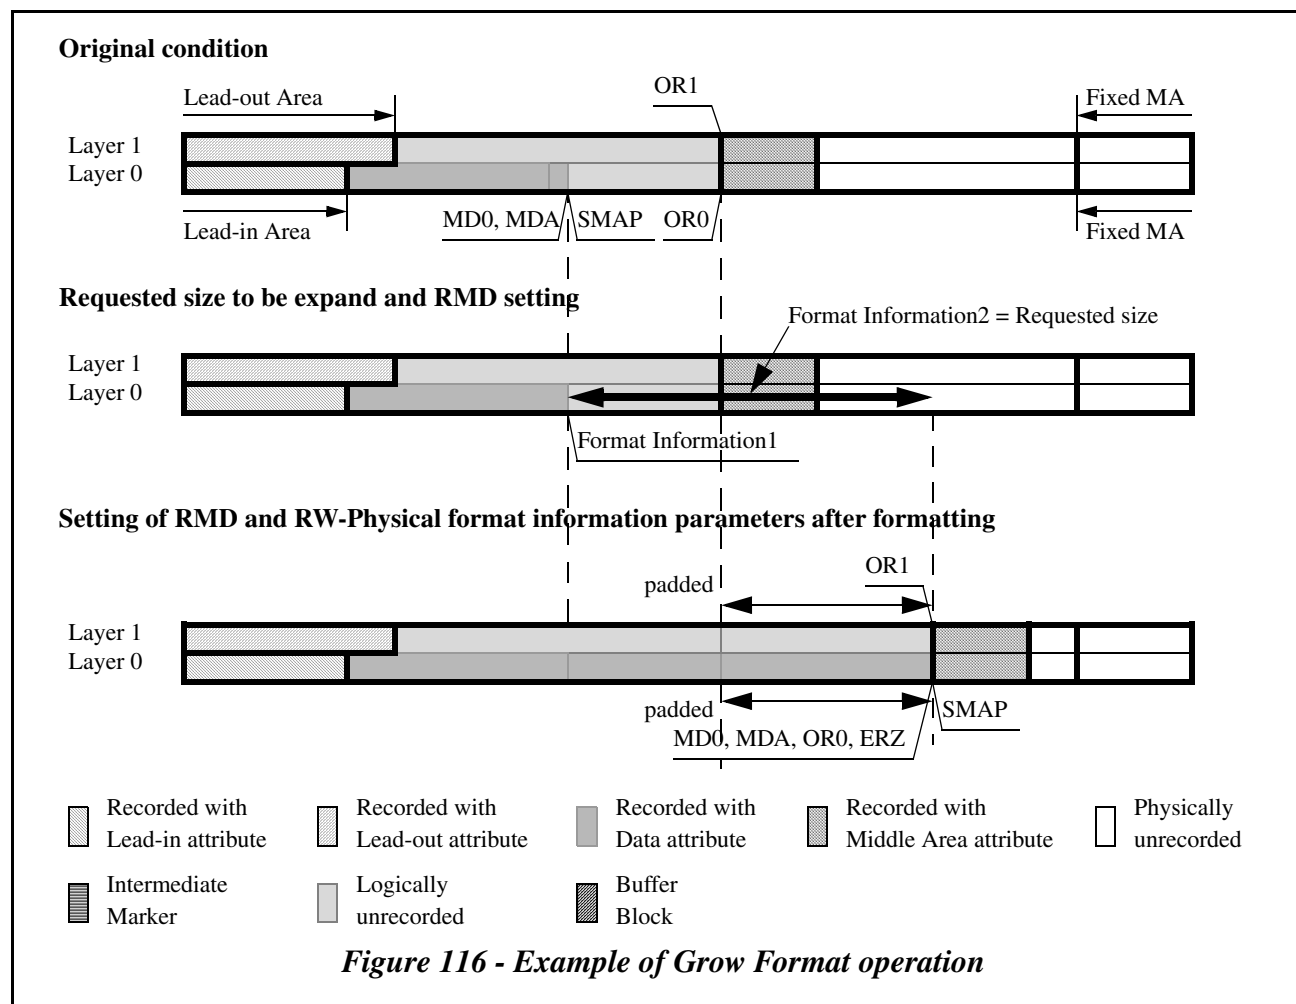 Original condition
OR1
Lead-out Area
Fixed MA
Layer 1
Layer 0
MD0, MDA
SMAP
OR0
Lead-in Area
Fixed MA
Requested size to be expand and RMD setting
Format Information2 = Requested size
Layer 1
Layer 0
Format Information1
Setting of RMD and RW-Physical format information parameters after formatting
OR1
padded
Layer 1
Layer 0
padded
SMAP
MD0, MDA, OR0, ERZ
Recorded with
Lead-in attribute
Recorded with
Lead-out attribute
Recorded with
Data attribute
Recorded with
Middle Area attribute
Physically
unrecorded
Intermediate
Marker
Logically
unrecorded
Buffer
Block
Figure 116 - Example of Grow Format operation